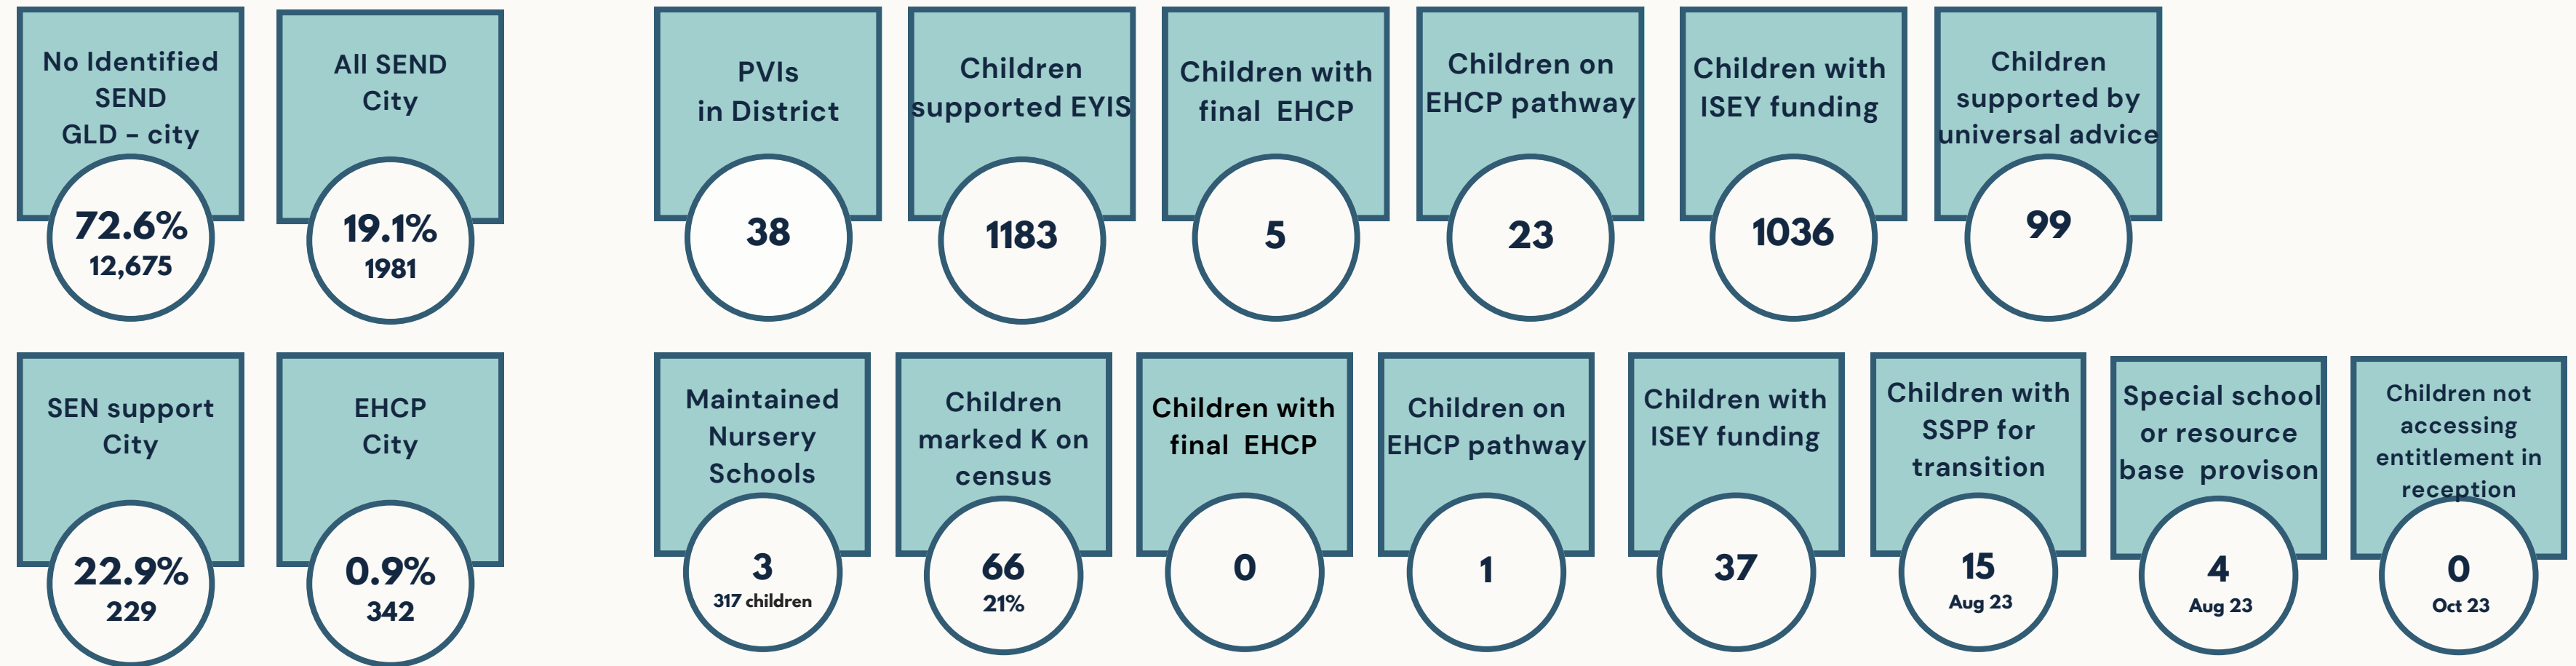 No Identified
SEND
GLD - city
72.6%
12,675
All SEND
City
19.1%
1981
PVIs
in District
38
Children
supported EYIS
1183
Children with
final EHCP
5
Children on
EHCP pathway
23
Children with
ISEY funding
1036
Children
supported by
universal advice
99
SEN support
City
22.9%
229
EHCP
City
0.9%
342
Maintained
Nursery
Schools
3
317 children
Children
marked K on
census
66
21%
Children with
final EHCP
0
Children on
EHCP pathway
1
Children with
ISEY funding
37
Children with
SSPP for
transition
15
Aug 23
Special school
or resource
base provison
4
Aug 23
Children not
accessing
entitlement in
reception
0
Oct 23